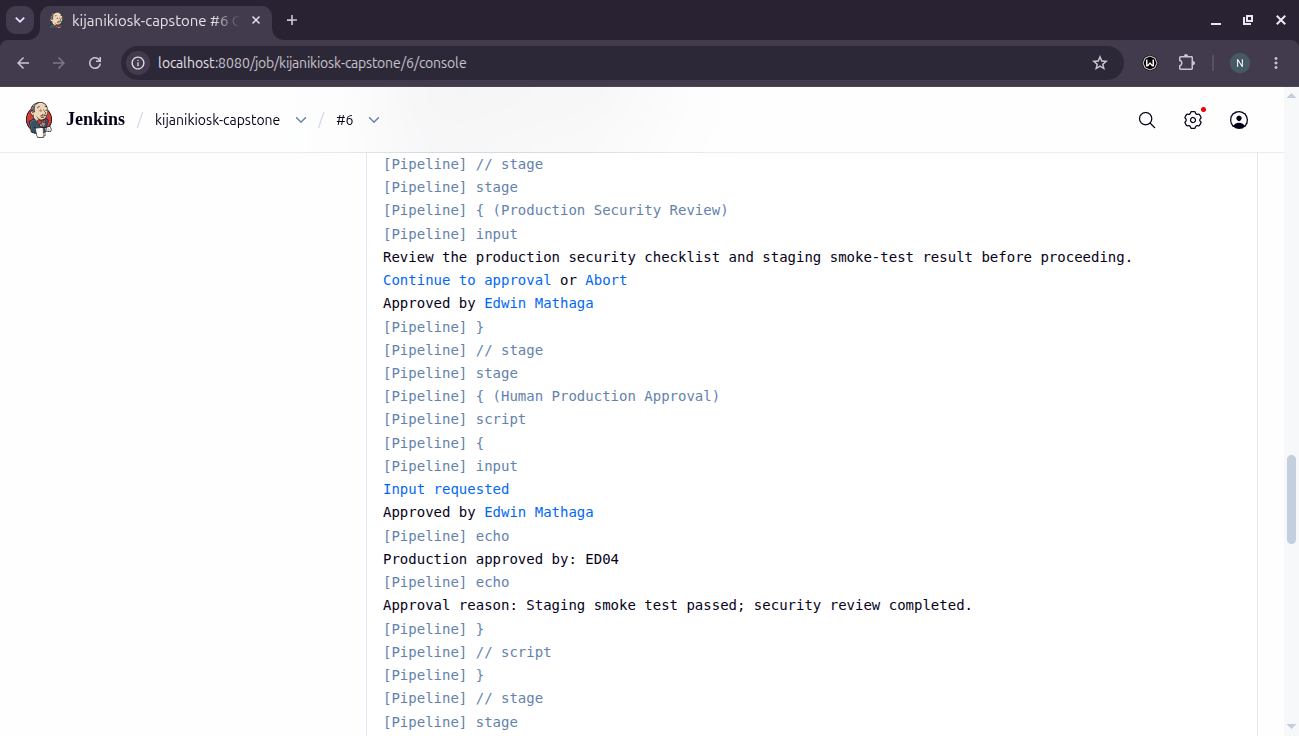 kijanikiosk-capstone #6
localhost:8080/job/kijanikiosk-capstone/6/console
N
Jenkins / kijanikiosk-capstone / #6
[Pipeline] // stage
[Pipeline] stage
[Pipeline] { (Production Security Review)
[Pipeline] input
Review the production security checklist and staging smoke-test result before proceeding.
Continue to approval or Abort
Approved by Edwin Mathaga
[Pipeline] }
[Pipeline] // stage
[Pipeline] stage
[Pipeline] { (Human Production Approval)
[Pipeline] script
[Pipeline] {
[Pipeline] input
Input requested
Approved by Edwin Mathaga
[Pipeline] echo
Production approved by: ED04
[Pipeline] echo
Approval reason: Staging smoke test passed; security review completed.
[Pipeline] }
[Pipeline] // script
[Pipeline] }
[Pipeline] // stage
[Pipeline] stage